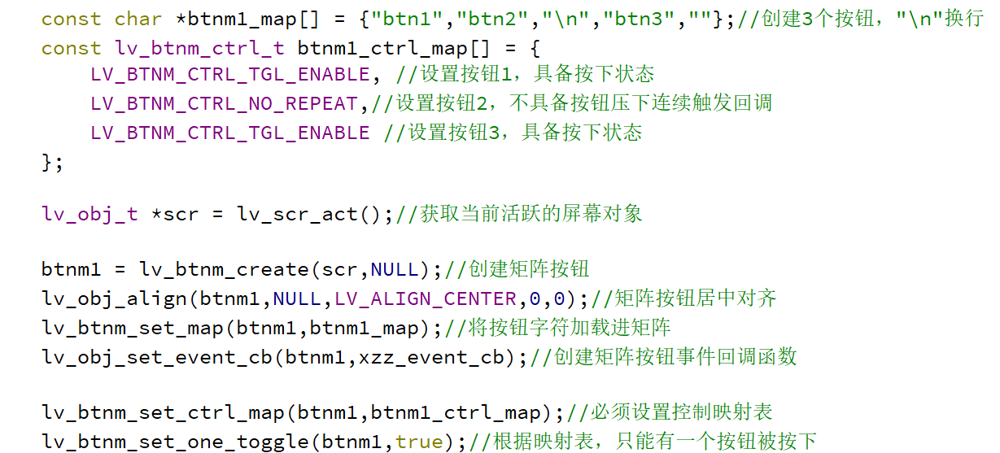 const char *btnm1_map[] = {"btn1","btn2","\n","btn3",""};//创建3个按钮，"\n"换行
const lv_btnm_ctrl_t btnm1_ctrl_map[] = {
LV_BTNM_CTRL_TGL_ENABLE, //设置按钮1，具备按下状态
LV_BTNM_CTRL_NO_REPEAT,//设置按钮2，不具备按钮压下连续触发回调
LV_BTNM_CTRL_TGL_ENABLE //设置按钮3，具备按下状态
};
lv_obj_t *scr = lv_scr_act();//获取当前活跃的屏幕对象
btnm1 = lv_btnm_create(scr,NULL);//创建矩阵按钮
lv_obj_align(btnm1,NULL,LV_ALIGN_CENTER,0,0);//矩阵按钮居中对齐
lv_btnm_set_map(btnm1,btnm1_map);//将按钮字符加载进矩阵
lv_obj_set_event_cb(btnm1,xzz_event_cb);//创建矩阵按钮事件回调函数
lv_btnm_set_ctrl_map(btnm1,btnm1_ctrl_map);//必须设置控制映射表
lv_btnm_set_one_toggle(btnm1,true);//根据映射表，只能有一个按钮被按下